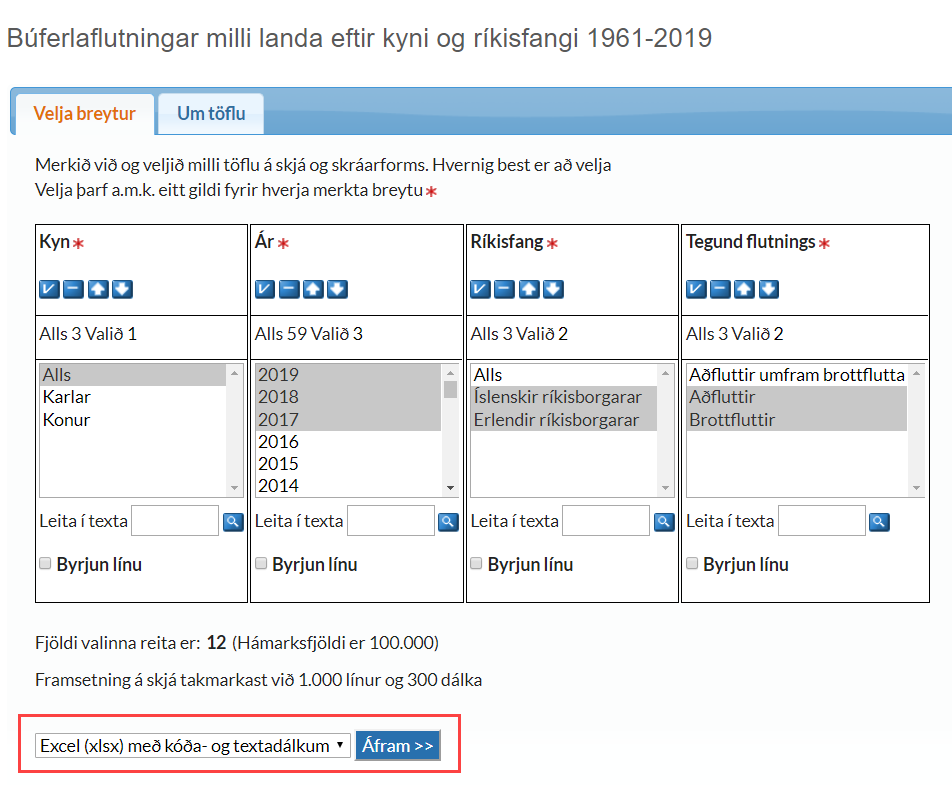 Búferlaflutningar milli landa eftir kyni og ríkisfangi 1961-2019
Velja breytur
Um töflu
Merkið við og veljið milli töflu á skjá og skráarforms. Hvernig best er að velja
Velja þarf a.m.k. eitt gildi fyrir hverja merkta breytu *
Kyn *
Alls 3 Valið 1
Alls
Karlar
Konur
Leita í texta
Byrjun línu
Ár *
Alls 59 Valið 3
2019
2018
2017
2016
2015
2014
Leita í texta
Byrjun línu
Ríkisfang *
Alls 3 Valið 2
Alls
Íslenskir ríkisborgarar
Erlendir ríkisborgarar
Leita í texta
Byrjun línu
Tegund flutnings *
Alls 3 Valið 2
Aðfluttir umfram brottflutta
Aðfluttir
Brottfluttir
Leita í texta
Byrjun línu
Fjöldi valinna reita er: 12 (Hámarksfjöldi er 100.000)
Framsetning á skjá takmarkast við 1.000 línur og 300 dálka
Excel (xlsx) með kóða- og textadálkum
Áfram >>